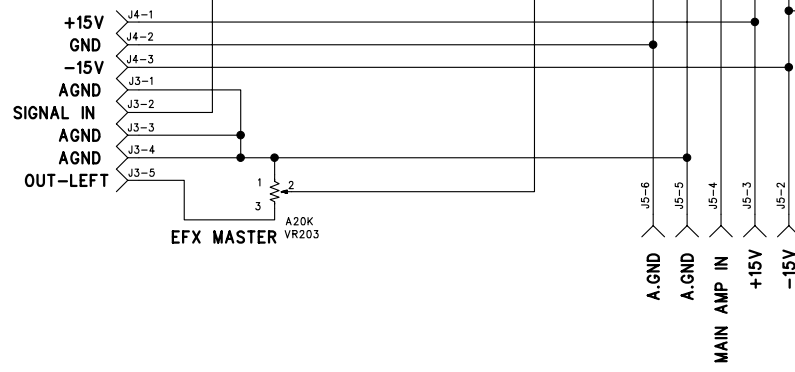 +15V J4-1
GND J4-2
-15V J4-3
AGND J3-1
SIGNAL IN J3-2
AGND J3-3
AGND J3-4
OUT-LEFT J3-5
1 2
3
A20K
EFX MASTER VR203
J5-6 J5-5 J5-4 J5-3 J5-2
A.GND
A.GND
MAIN AMP IN
+15V
-15V